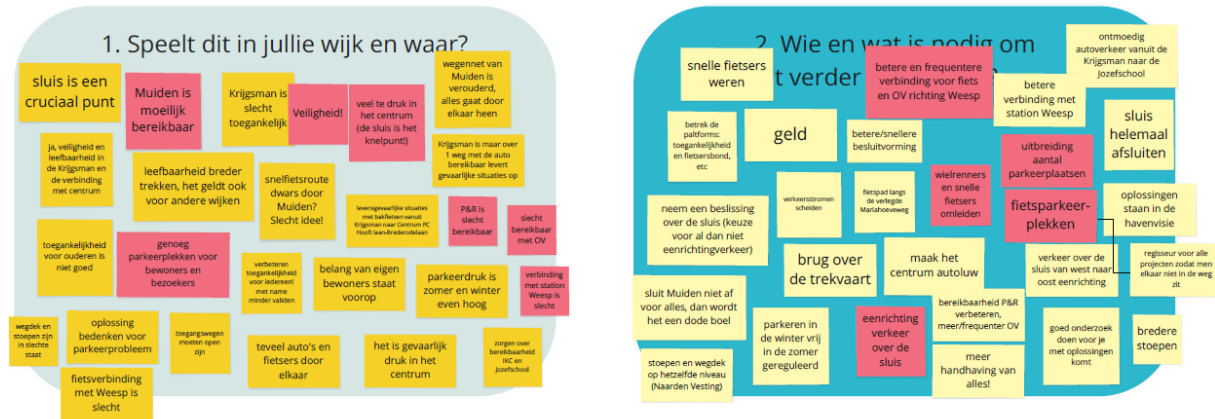 1. Speelt dit in jullie wijk en waar?
sluis is een
cruciaal punt
Muiden is
moeilijk
bereikbaar
Krijgsman is
slecht
toegankelijk
Veiligheid!
veel te druk in
het centrum
(de sluis is het
knelpunt!)
wegennet van
Muiden is
verouderd,
alles gaat door
elkaar heen
ja, veiligheid en
leefbaarheid in
de Krijgsman en
de verbinding
met centrum
leefbaarheid breder
trekken, het geldt ook
voor andere wijken
snelfietsroute
dwars door
Muiden?
Slecht idee!
Krijgsman is maar over
1 weg met de auto
bereikbaar levert
gevaarlijke situaties op
levensgevaarlijke situaties
met bakfietsen vanuit
Krijgsman naar Centrum PC
Hooft laan-Brederodelaan
P&R is
slecht
bereikbaar
slecht
bereikbaar
met OV
toegankelijkheid
voor ouderen is
niet goed
genoeg
parkeerplekken voor
bewoners en
bezoekers
verbeteren
toegankelijkheid
voor iedereen!
met name
minder validen
belang van eigen
bewoners staat
voorop
parkeerdruk is
zomer en winter
even hoog
verbinding
met station
Weesp is
slecht
wegdek en
stoepen zijn
in slechte
staat
oplossing
bedenken voor
parkeerprobleem
toegangswegen
moeten open
zijn
teveel auto's en
fietsers door
elkaar
het is gevaarlijk
druk in het
centrum
zorgen over
bereikbaarheid
IKC en
Jozefschool
fietsverbinding
met Weesp is
slecht
2. Wie en wat is nodig om
verder
snelle fietsers
weren
betere en frequentere
verbinding voor fiets
en OV richting Weesp
ontmoedig
autoverkeer vanuit de
Krijgsman naar de
Jozefschool
betere
verbinding met
station Weesp
betrek de
paltforms:
toegankelijkheid
en fietsersbond,
etc
geld
betere/snellere
besluitvorming
sluis
helemaal
afsluiten
uitbreiding
aantal
parkeerplaatsen
verkeersstromen
scheiden
fietspad langs
de verlegde
Mariahoeveweg
wielrenners
en snelle
fietsers
omleiden
fietsparkeer-
plekken
oplossingen
staan in de
havenvisie
neem een beslissing
over de sluis (keuze
voor al dan niet
eenrichtingverkeer)
brug over
de trekvaart
maak het
centrum autoluw
verkeer over de
sluis van west naar
oost eenrichting
regisseur voor alle
projecten zodat men
elkaar niet in de weg
zit
sluit Muiden niet af
voor alles, dan wordt
het een dode boel
parkeren in
de winter vrij
in de zomer
gereguleerd
eenrichting
verkeer
over de
sluis
bereikbaarheid P&R
verbeteren,
meer/frequenter OV
goed onderzoek
doen voor je
met oplossingen
komt
bredere
stoepen
stoepen en wegdek
op hetzelfde niveau
(Naarden Vesting)
meer
handhaving van
alles!